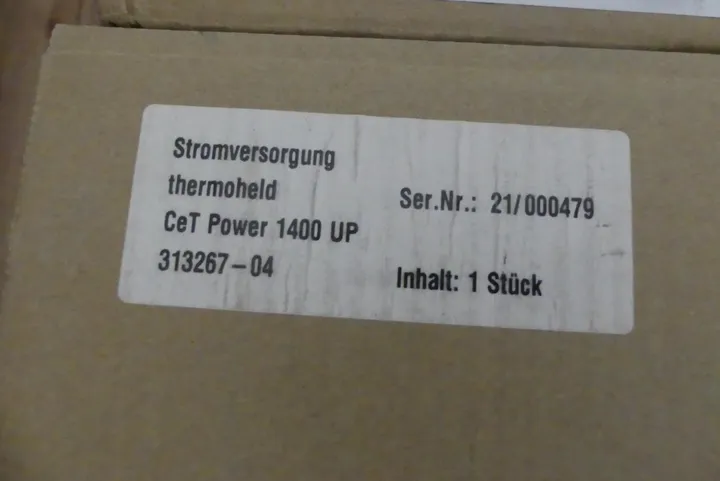 Stromversorgung
thermoheld
CeT Power 1400 UP
313267-04
Ser.Nr.: 21/000479
Inhalt: 1 Stück